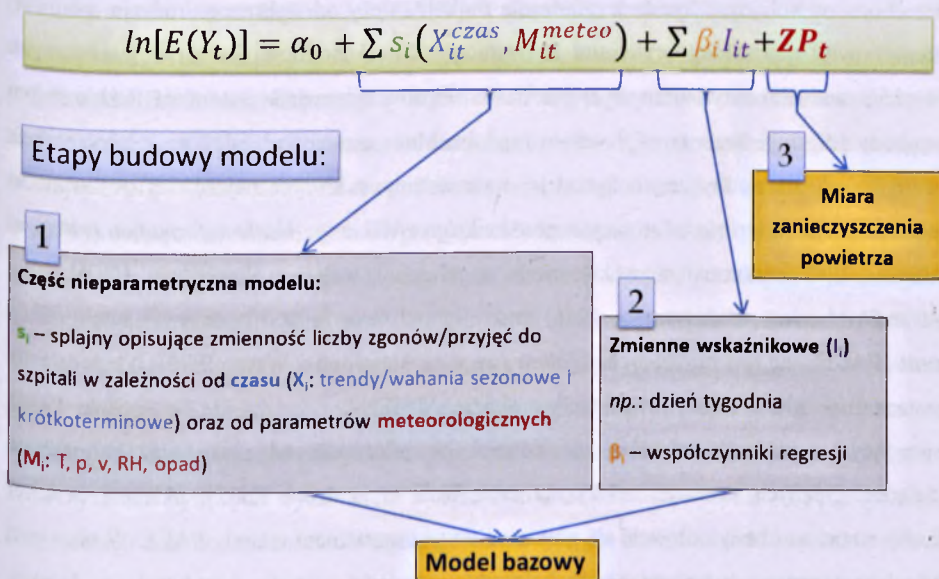 ln[E(Y_t)] = α_0 + ∑ s_i(X_it^czas, M_it^meteo) + ∑ β_i I_it + ZP_t
Etapy budowy modelu:
1
Część nieparametryczna modelu:
s_i – splajny opisujące zmienność liczby zgonów/przyjęć do
szpitali w zależności od czasu (X_i: trendy/wahania sezonowe i
krótkoterminowe) oraz od parametrów meteorologicznych
(M_i: T, p, v, RH, opad)
2
Zmienne wskaźnikowe (I_i)
np.: dzień tygodnia
β_i – współczynniki regresji
3
Miara
zanieczyszczenia
powietrza
Model bazowy